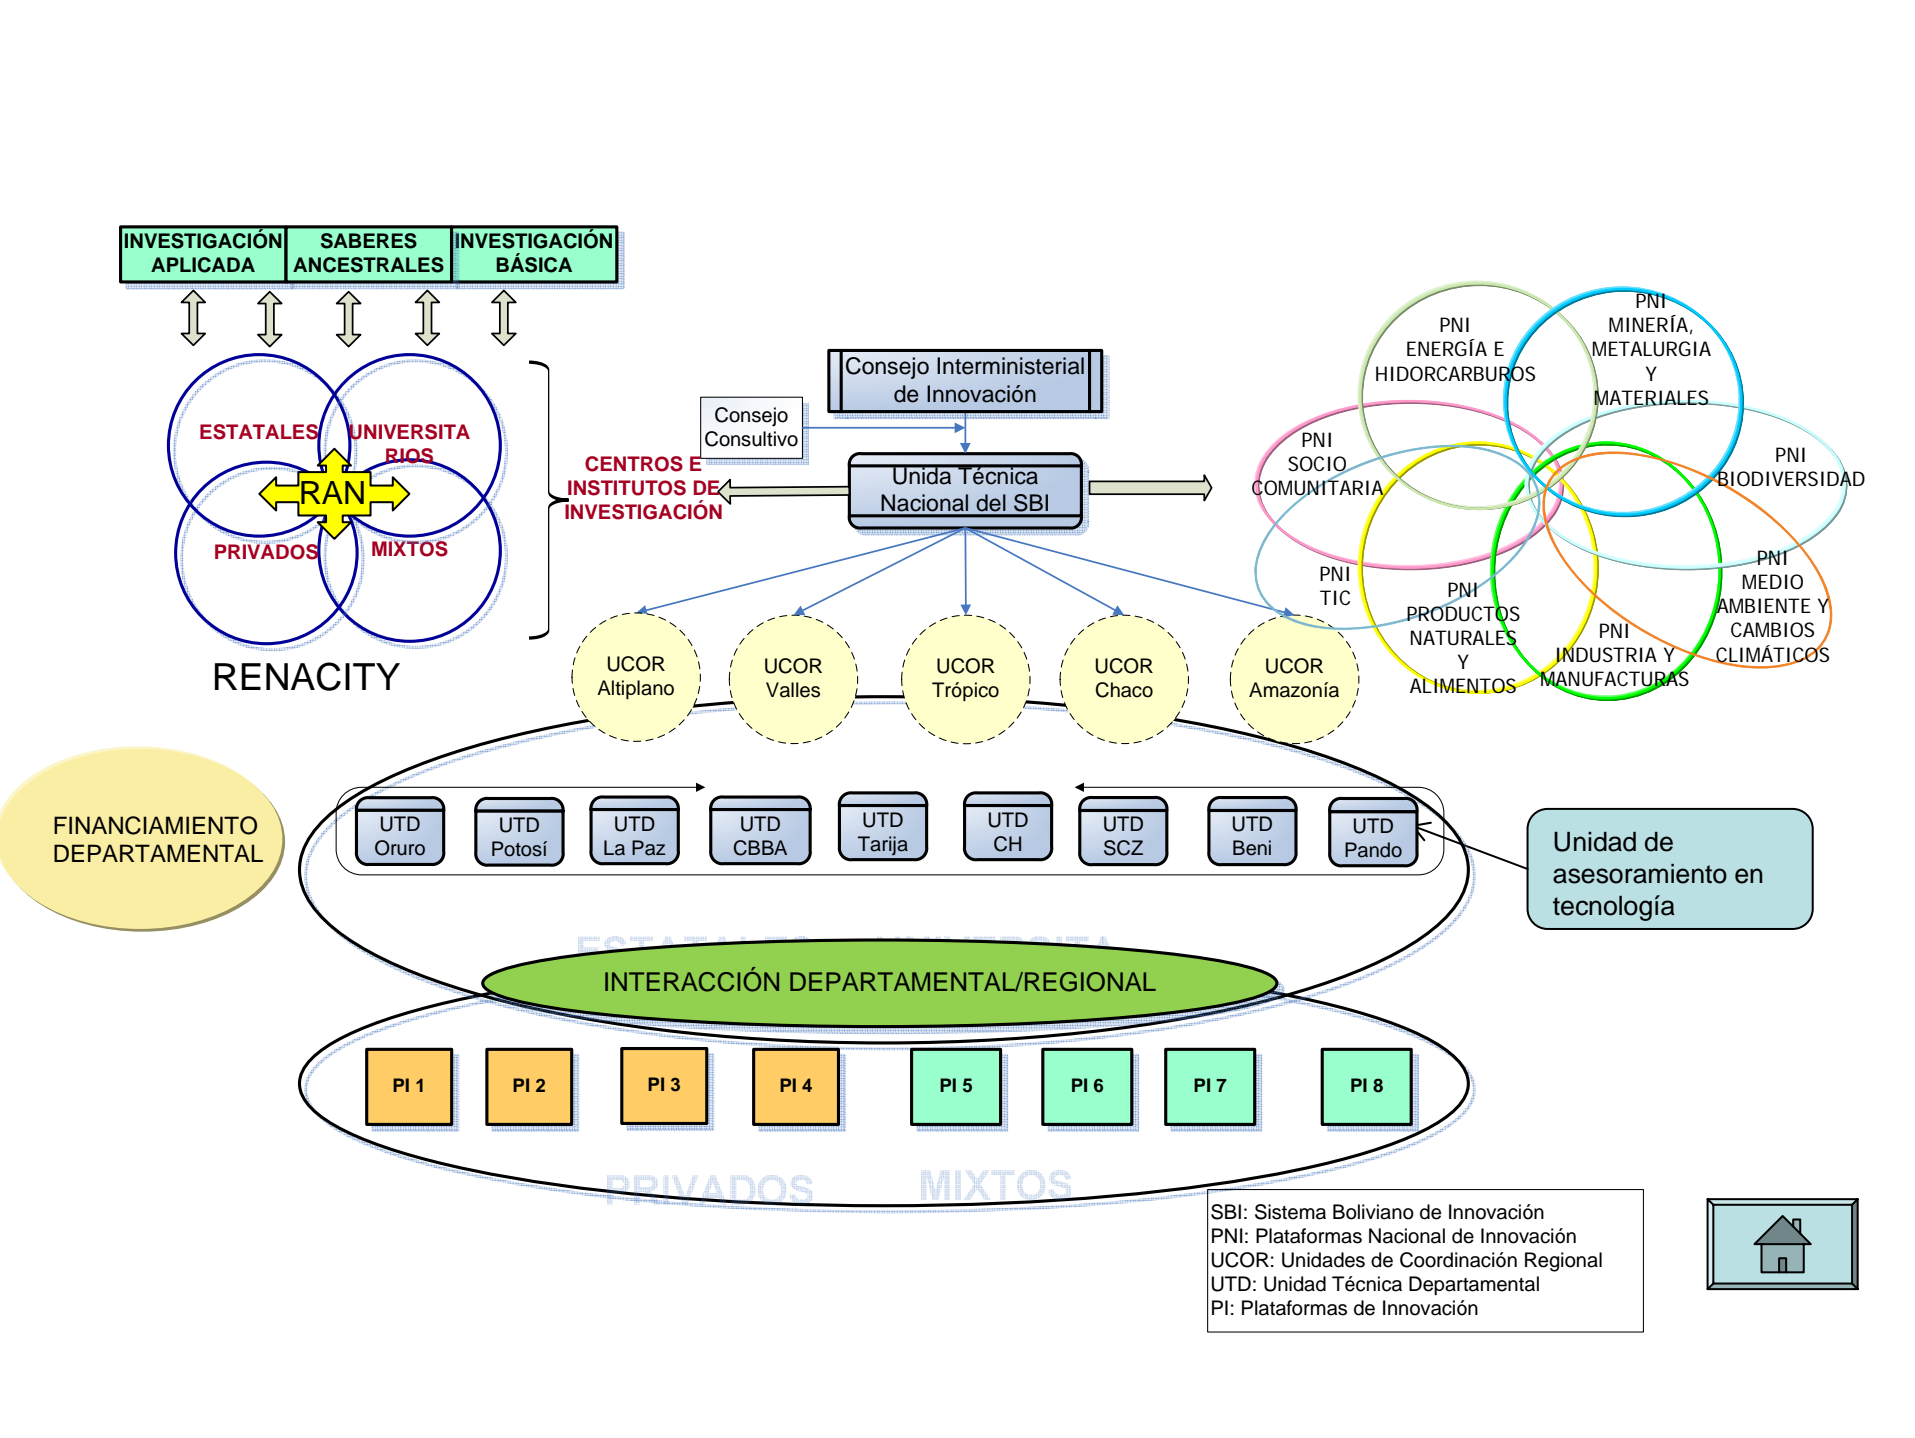 INVESTIGACIÓN
APLICADA
SABERES
ANCESTRALES
INVESTIGACIÓN
BÁSICA
ESTATALES
UNIVERSITA
RIOS
RAN
PRIVADOS
MIXTOS
RENACITY
CENTROS E
INSTITUTOS DE
INVESTIGACIÓN
Consejo Interministerial
de Innovación
Consejo
Consultivo
Unida Técnica
Nacional del SBI
PNI
ENERGÍA E
HIDORCARBUROS
PNI
MINERÍA,
METALURGIA
Y
MATERIALES
PNI
SOCIO
COMUNITARIA
PNI
BIODIVERSIDAD
PNI
TIC
PNI
PRODUCTOS
NATURALES
Y
ALIMENTOS
PNI
INDUSTRIA Y
MANUFACTURAS
PNI
MEDIO
AMBIENTE Y
CAMBIOS
CLIMÁTICOS
UCOR
Altiplano
UCOR
Valles
UCOR
Trópico
UCOR
Chaco
UCOR
Amazonía
FINANCIAMIENTO
DEPARTAMENTAL
UTD
Oruro
UTD
Potosí
UTD
La Paz
UTD
CBBA
UTD
Tarija
UTD
CH
UTD
SCZ
UTD
Beni
UTD
Pando
Unidad de
asesoramiento en
tecnología
ESTATALES
UNIVERSITA
INTERACCIÓN DEPARTAMENTAL/REGIONAL
PI 1
PI 2
PI 3
PI 4
PI 5
PI 6
PI 7
PI 8
PRIVADOS
MIXTOS
SBI: Sistema Boliviano de Innovación
PNI: Plataformas Nacional de Innovación
UCOR: Unidades de Coordinación Regional
UTD: Unidad Técnica Departamental
PI: Plataformas de Innovación